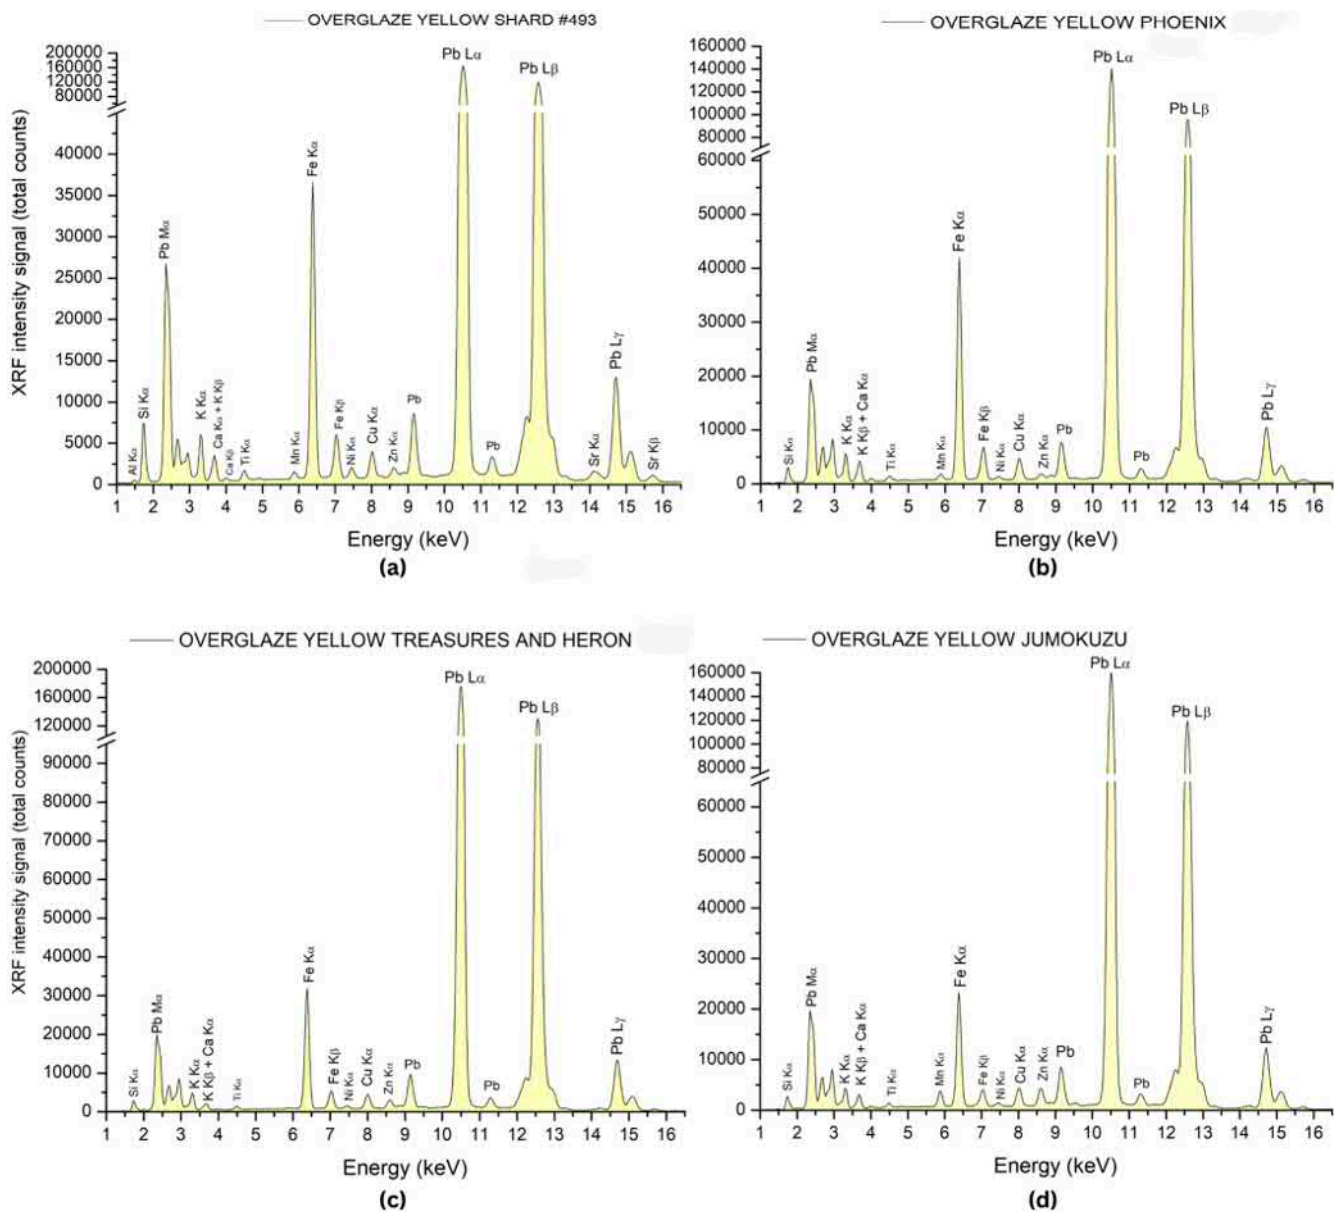 OVERGLAZE YELLOW SHARD #493
XRF intensity signal (total counts)
200000
160000
120000
80000
40000
35000
30000
25000
20000
15000
10000
5000
0
Al Kα
Si Kα
Pb Mα
K Kα
Ca Kα + K Kβ
Ca Kβ
Ti Kα
Mn Kα
Fe Kα
Fe Kβ
Ni Kα
Cu Kα
Zn Kα
Pb
Pb Lα
Pb
Pb Lβ
Sr Kα
Pb Lγ
Sr Kβ
1 2 3 4 5 6 7 8 9 10 11 12 13 14 15 16
Energy (keV)
(a)
OVERGLAZE YELLOW PHOENIX
160000
150000
140000
130000
120000
110000
100000
90000
80000
70000
60000
50000
40000
30000
20000
10000
0
Si Kα
Pb Mα
K Kα
K Kβ + Ca Kα
Ti Kα
Mn Kα
Fe Kα
Fe Kβ
Ni Kα
Cu Kα
Zn Kα
Pb
Pb Lα
Pb
Pb Lβ
Pb Lγ
1 2 3 4 5 6 7 8 9 10 11 12 13 14 15 16
Energy (keV)
(b)
OVERGLAZE YELLOW TREASURES AND HERON
XRF intensity signal (total counts)
200000
180000
160000
140000
120000
90000
80000
70000
60000
50000
40000
30000
20000
10000
0
Si Kα
Pb Mα
K Kα
K Kβ + Ca Kα
Ti Kα
Fe Kα
Fe Kβ
Ni Kα
Cu Kα
Zn Kα
Pb
Pb Lα
Pb
Pb Lβ
Pb Lγ
1 2 3 4 5 6 7 8 9 10 11 12 13 14 15 16
Energy (keV)
(c)
OVERGLAZE YELLOW JUMOKUZU
160000
150000
140000
130000
120000
110000
100000
90000
80000
60000
50000
40000
30000
20000
10000
0
Si Kα
Pb Mα
K Kα
K Kβ + Ca Kα
Ti Kα
Mn Kα
Fe Kα
Fe Kβ
Ni Kα
Cu Kα
Zn Kα
Pb
Pb Lα
Pb
Pb Lβ
Pb Lγ
1 2 3 4 5 6 7 8 9 10 11 12 13 14 15 16
Energy (keV)
(d)